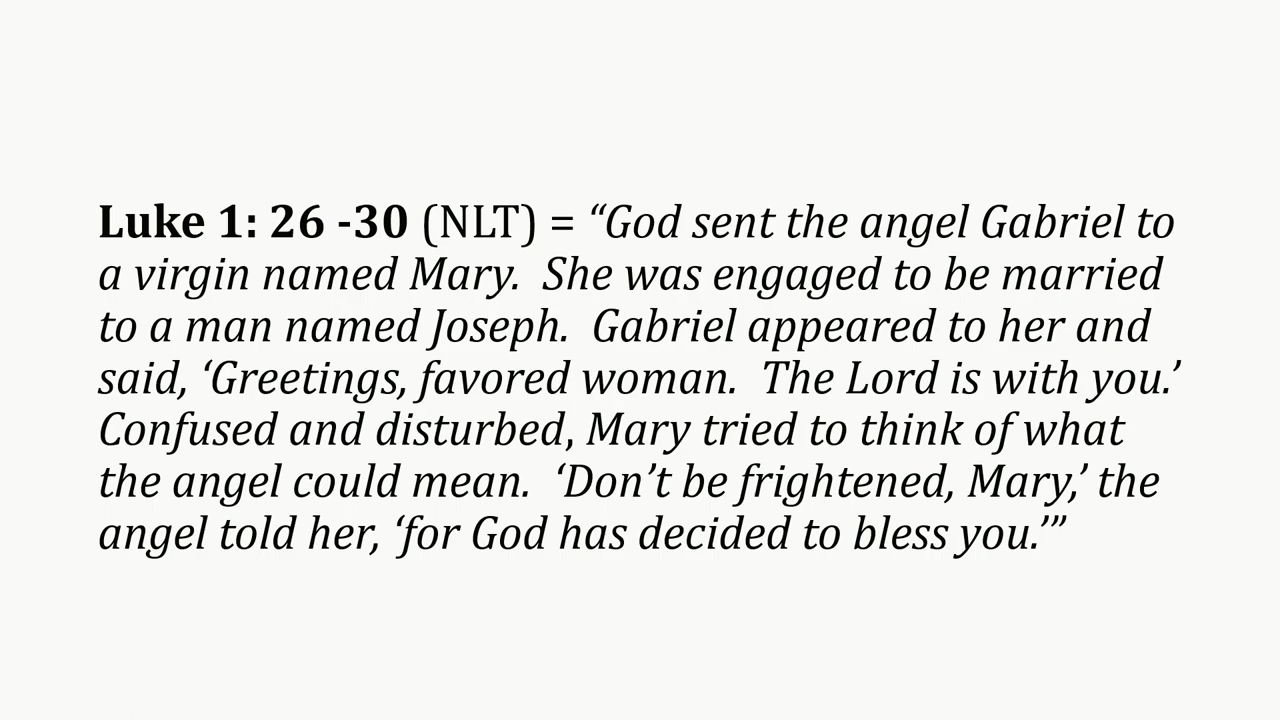 Luke 1: 26 -30 (NLT) = “God sent the angel Gabriel to
a virgin named Mary.  She was engaged to be married
to a man named Joseph.  Gabriel appeared to her and
said, ‘Greetings, favored woman.  The Lord is with you.’
Confused and disturbed, Mary tried to think of what
the angel could mean.  ‘Don’t be frightened, Mary,’ the
angel told her, ‘for God has decided to bless you.’”